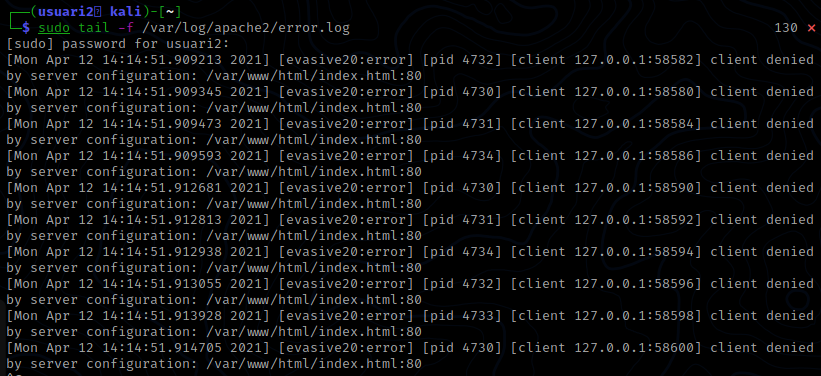 ┌──(usuari2㉿ kali)-[~]
└─$ sudo tail -f /var/log/apache2/error.log 130 ⨯
[sudo] password for usuari2:
[Mon Apr 12 14:14:51.909213 2021] [evasive20:error] [pid 4732] [client 127.0.0.1:58582] client denied
by server configuration: /var/www/html/index.html:80
[Mon Apr 12 14:14:51.909345 2021] [evasive20:error] [pid 4730] [client 127.0.0.1:58580] client denied
by server configuration: /var/www/html/index.html:80
[Mon Apr 12 14:14:51.909473 2021] [evasive20:error] [pid 4731] [client 127.0.0.1:58584] client denied
by server configuration: /var/www/html/index.html:80
[Mon Apr 12 14:14:51.909593 2021] [evasive20:error] [pid 4734] [client 127.0.0.1:58586] client denied
by server configuration: /var/www/html/index.html:80
[Mon Apr 12 14:14:51.912681 2021] [evasive20:error] [pid 4730] [client 127.0.0.1:58590] client denied
by server configuration: /var/www/html/index.html:80
[Mon Apr 12 14:14:51.912813 2021] [evasive20:error] [pid 4731] [client 127.0.0.1:58592] client denied
by server configuration: /var/www/html/index.html:80
[Mon Apr 12 14:14:51.912938 2021] [evasive20:error] [pid 4734] [client 127.0.0.1:58594] client denied
by server configuration: /var/www/html/index.html:80
[Mon Apr 12 14:14:51.913055 2021] [evasive20:error] [pid 4732] [client 127.0.0.1:58596] client denied
by server configuration: /var/www/html/index.html:80
[Mon Apr 12 14:14:51.913928 2021] [evasive20:error] [pid 4733] [client 127.0.0.1:58598] client denied
by server configuration: /var/www/html/index.html:80
[Mon Apr 12 14:14:51.914705 2021] [evasive20:error] [pid 4730] [client 127.0.0.1:58600] client denied
by server configuration: /var/www/html/index.html:80